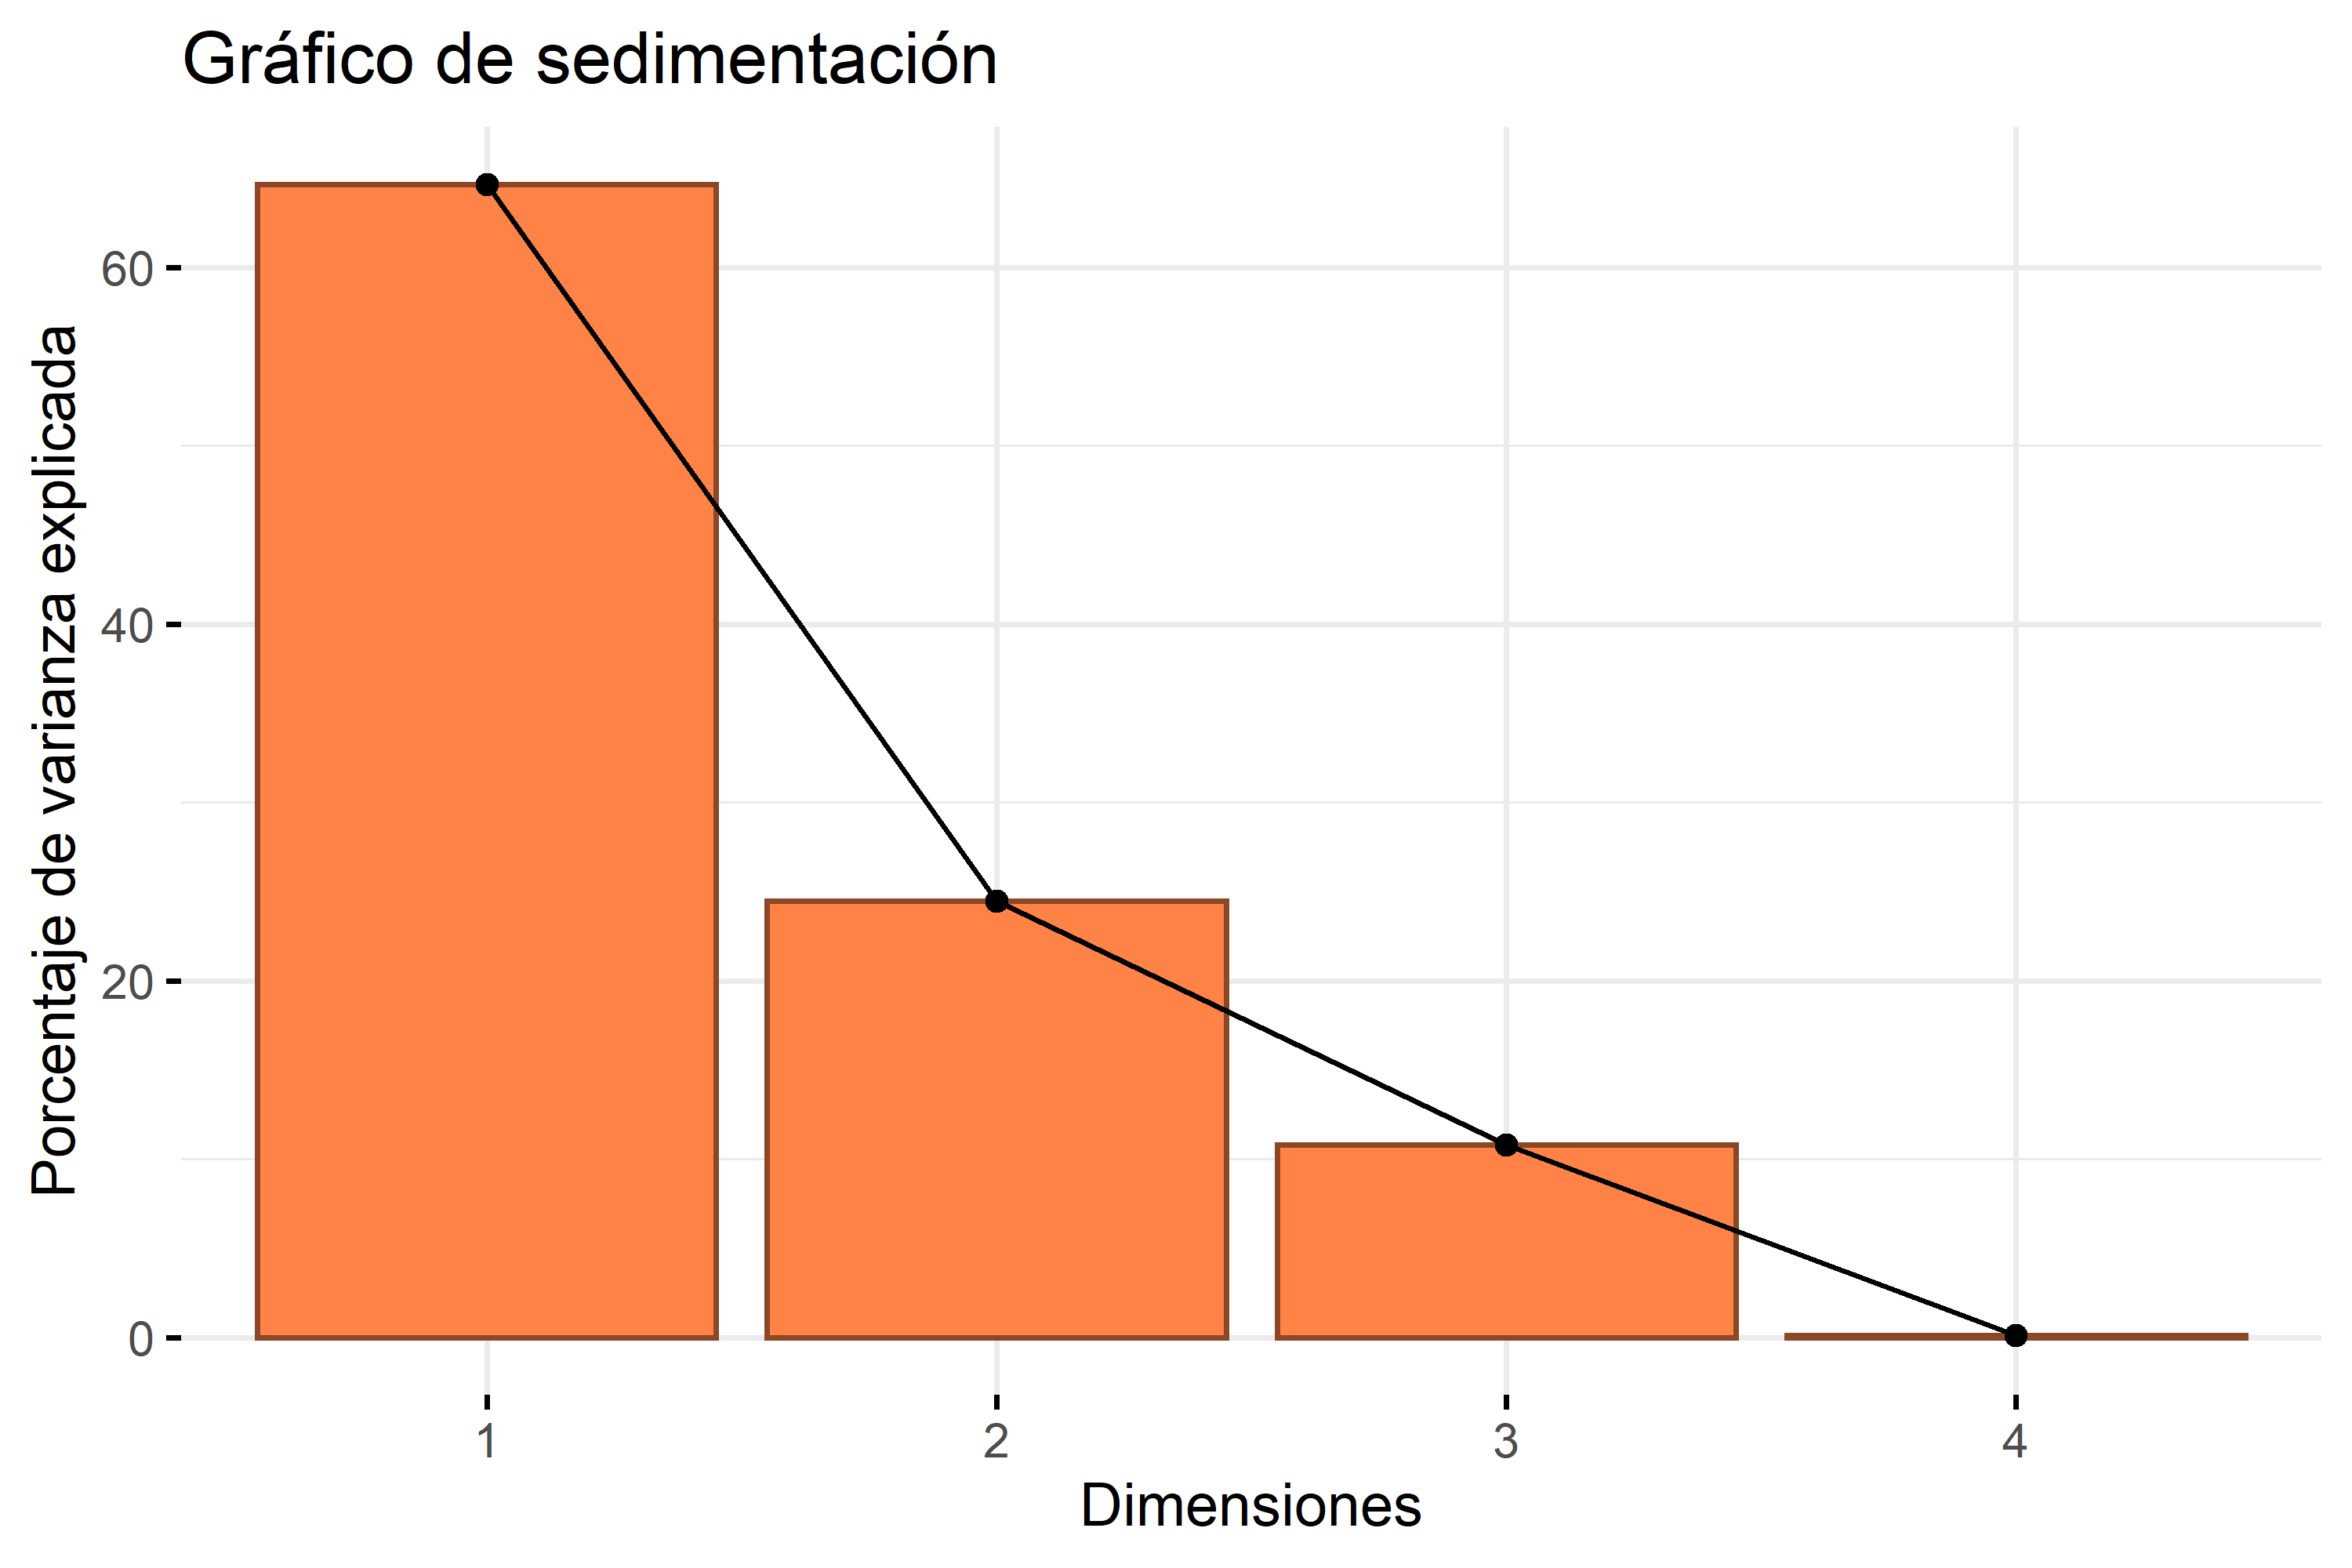 Gráfico de sedimentación
Porcentaje de varianza explicada
60
40
20
0
1
2
3
4
Dimensiones